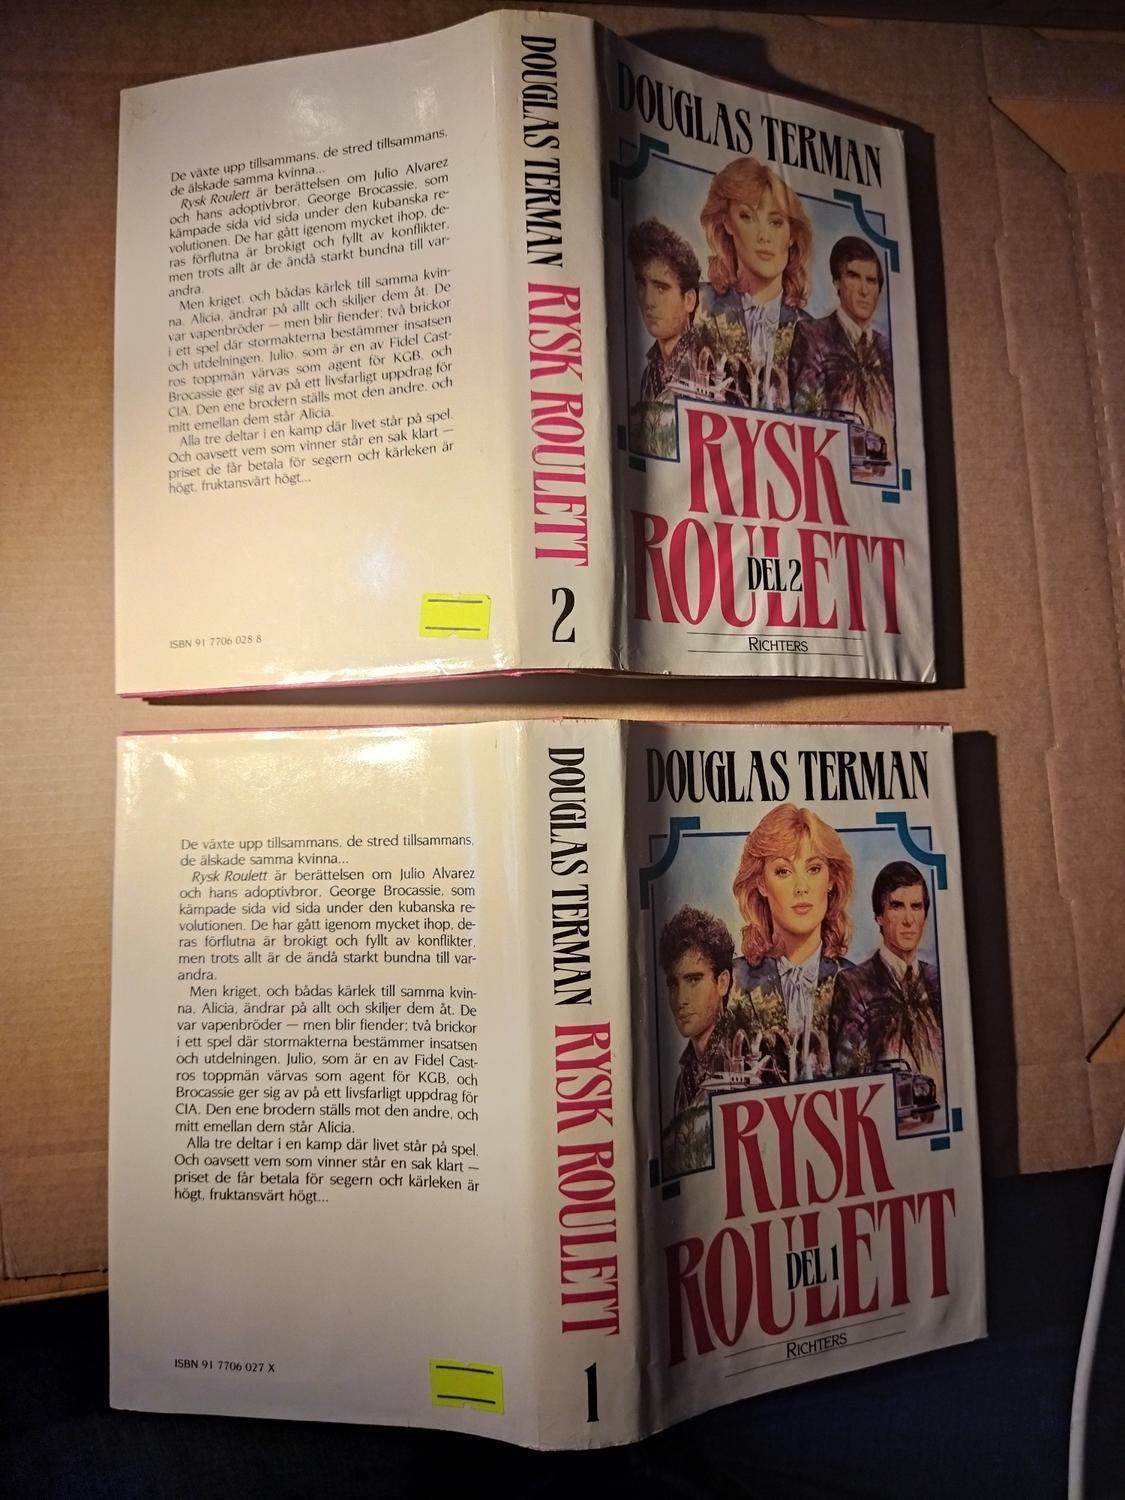 De växte upp tillsammans, de stred tillsammans,
de älskade samma kvinna...
Rysk Roulett är berättelsen om Julio Alvarez
och hans adoptivbror, George Brocassie, som
kämpade sida vid sida under den kubanska re-
volutionen. De har gått igenom mycket ihop, de-
ras förflutna är brokigt och fyllt av konflikter,
men trots allt är de ändå starkt bundna till var-
andra.
Men kriget, och bådas kärlek till samma kvin-
na, Alicia, ändrar på allt och skiljer dem åt. De
var vapenbröder — men blir fiender; två brickor
i ett spel där stormakterna bestämmer insatsen
och utdelningen. Julio, som är en av Fidel Cast-
ros toppmän värvas som agent för KGB, och
Brocassie ger sig av på ett livsfarligt uppdrag för
CIA. Den ene brodern ställs mot den andre, och
mitt emellan dem står Alicia.
Alla tre deltar i en kamp där livet står på spel.
Och oavsett vem som vinner står en sak klart —
priset de får betala för segern och kärleken är
högt, fruktansvärt högt...
ISBN 91 7706 028 8
DOUGLAS TERMAN RYSK ROULETT
2
DOUGLAS TERMAN
RYSK
ROULETT
DEL 2
RICHTERS
De växte upp tillsammans, de stred tillsammans,
de älskade samma kvinna...
Rysk Roulett är berättelsen om Julio Alvarez
och hans adoptivbror, George Brocassie, som
kämpade sida vid sida under den kubanska re-
volutionen. De har gått igenom mycket ihop, de-
ras förflutna är brokigt och fyllt av konflikter,
men trots allt är de ändå starkt bundna till var-
andra.
Men kriget, och bådas kärlek till samma kvin-
na, Alicia, ändrar på allt och skiljer dem åt. De
var vapenbröder — men blir fiender; två brickor
i ett spel där stormakterna bestämmer insatsen
och utdelningen. Julio, som är en av Fidel Cast-
ros toppmän värvas som agent för KGB, och
Brocassie ger sig av på ett livsfarligt uppdrag för
CIA. Den ene brodern ställs mot den andre, och
mitt emellan dem står Alicia.
Alla tre deltar i en kamp där livet står på spel.
Och oavsett vem som vinner står en sak klart —
priset de får betala för segern och kärleken är
högt, fruktansvärt högt...
ISBN 91 7706 027 X
DOUGLAS TERMAN RYSK ROULETT
1
DOUGLAS TERMAN
RYSK
ROULETT
DEL 1
RICHTERS